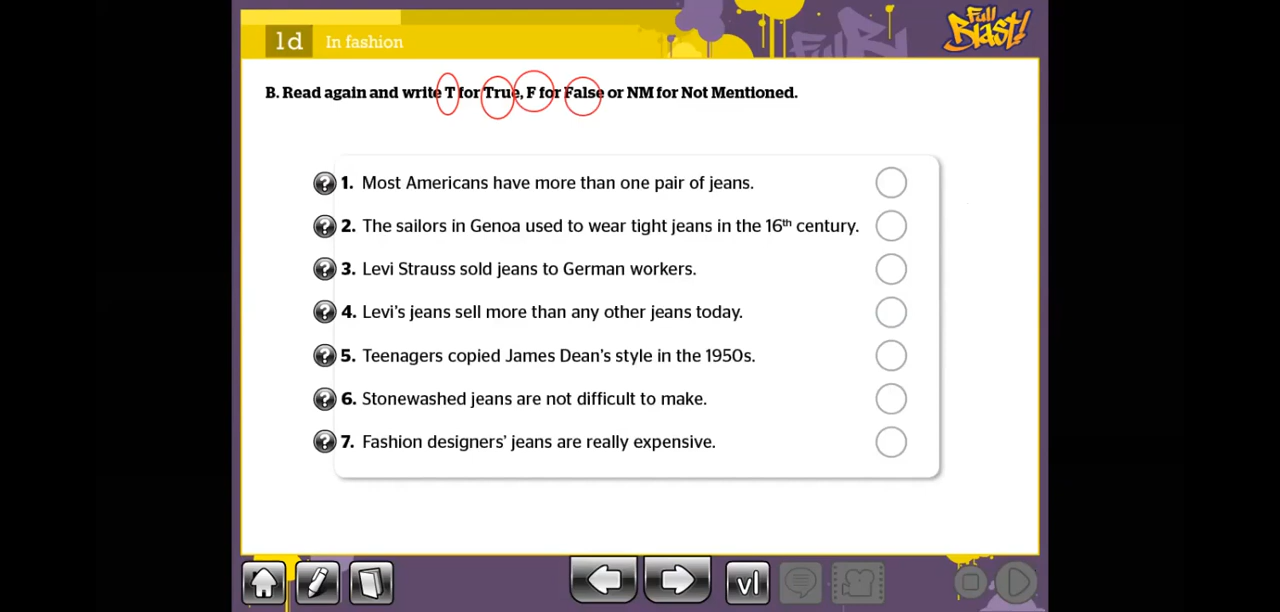 1d In fashion
Full Blast!
B. Read again and write T for True, F for False or NM for Not Mentioned.
1. Most Americans have more than one pair of jeans.
2. The sailors in Genoa used to wear tight jeans in the 16th century.
3. Levi Strauss sold jeans to German workers.
4. Levi's jeans sell more than any other jeans today.
5. Teenagers copied James Dean's style in the 1950s.
6. Stonewashed jeans are not difficult to make.
7. Fashion designers' jeans are really expensive.
vl